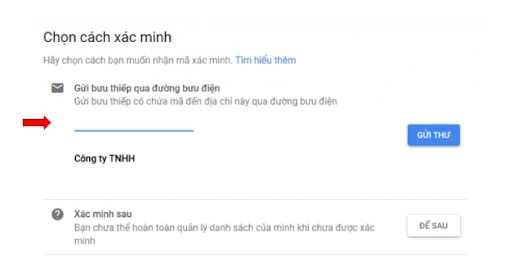 Chọn cách xác minh
Hãy chọn cách bạn muốn nhận mã xác minh. Tìm hiểu thêm
Gửi bưu thiếp qua đường bưu điện
Gửi bưu thiếp có chứa mã đến địa chỉ này qua đường bưu điện
GỬI THƯ
Công ty TNHH
Xác minh sau
Bạn chưa thể hoàn toàn quản lý danh sách của mình khi chưa được xác
minh
ĐỂ SAU